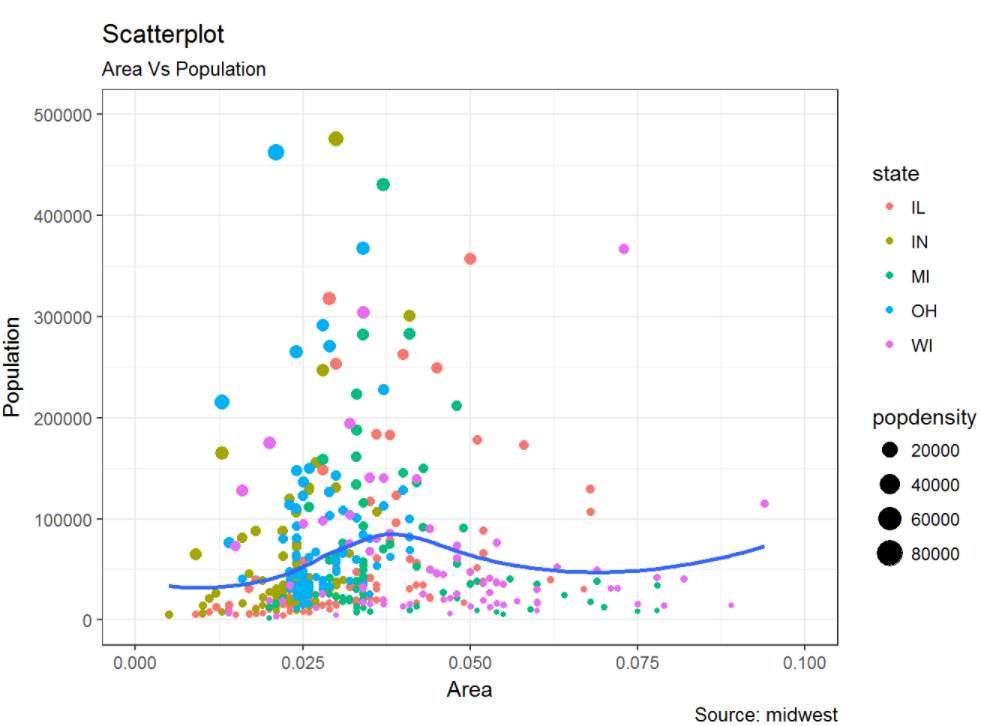 Scatterplot
Area Vs Population
Population
500000
400000
300000
200000
100000
0
0.000 0.025 0.050 0.075 0.100
Area
Source: midwest
state
IL
IN
MI
OH
WI
popdensity
20000
40000
60000
80000